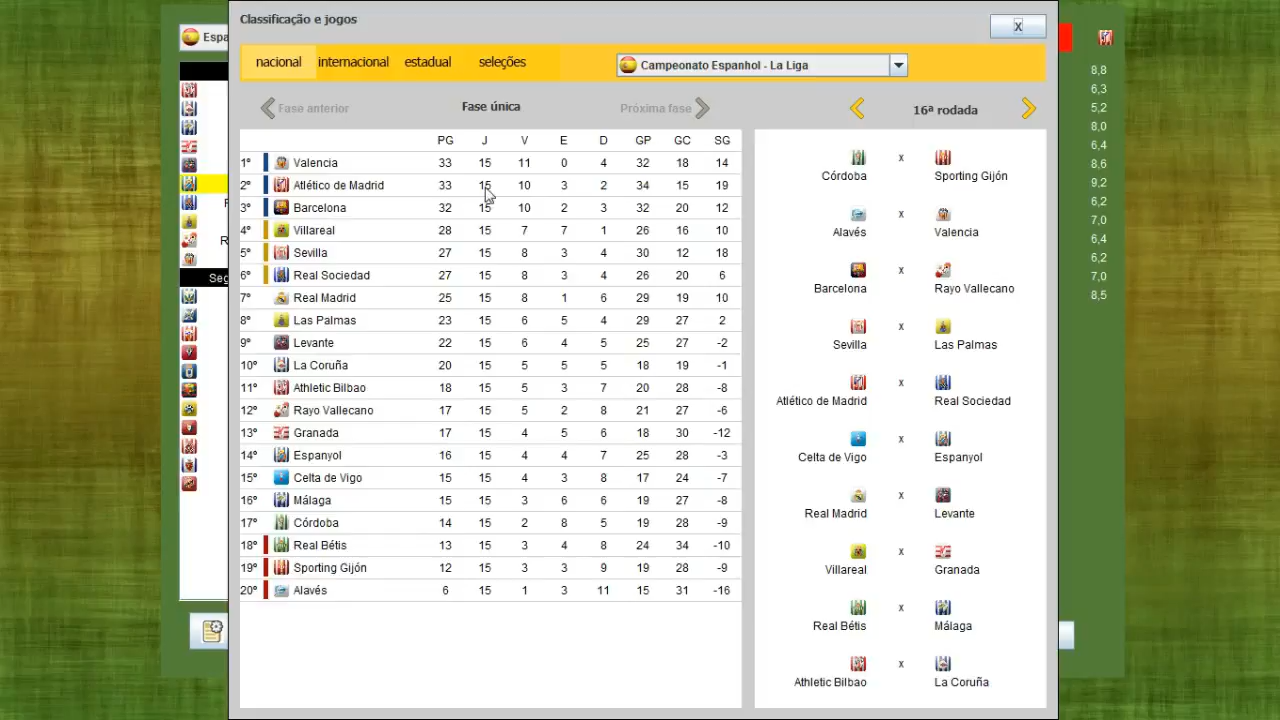 Classificação e jogos
X
Espa
nacional internacional estadual seleções
Campeonato Espanhol - La Liga
Fase anterior Fase única Próxima fase
16ª rodada
PG J V E D GP GC SG
1º Valencia 33 15 11 0 4 32 18 14
2º Atlético de Madrid 33 15 10 3 2 34 15 19
3º Barcelona 32 15 10 2 3 32 20 12
4º Villareal 28 15 7 7 1 26 16 10
5º Sevilla 27 15 8 3 4 30 12 18
6º Real Sociedad 27 15 8 3 4 26 20 6
7º Real Madrid 25 15 8 1 6 29 19 10
8º Las Palmas 23 15 6 5 4 29 27 2
9º Levante 22 15 6 4 5 25 27 -2
10º La Coruña 20 15 5 5 5 18 19 -1
11º Athletic Bilbao 18 15 5 3 7 20 28 -8
12º Rayo Vallecano 17 15 5 2 8 21 27 -6
13º Granada 17 15 4 5 6 18 30 -12
14º Espanyol 16 15 4 4 7 25 28 -3
15º Celta de Vigo 15 15 4 3 8 17 24 -7
16º Málaga 15 15 3 6 6 19 27 -8
17º Córdoba 14 15 2 8 5 19 28 -9
18º Real Bétis 13 15 3 4 8 24 34 -10
19º Sporting Gijón 12 15 3 3 9 19 28 -9
20º Alavés 6 15 1 3 11 15 31 -16
Córdoba x Sporting Gijón
Alavés x Valencia
Barcelona x Rayo Vallecano
Sevilla x Las Palmas
Atlético de Madrid x Real Sociedad
Celta de Vigo x Espanyol
Real Madrid x Levante
Villareal x Granada
Real Bétis x Málaga
Athletic Bilbao x La Coruña
F
R
Seg
8,8
6,3
5,2
8,0
6,4
8,6
9,2
6,2
7,0
6,4
6,2
7,0
8,5